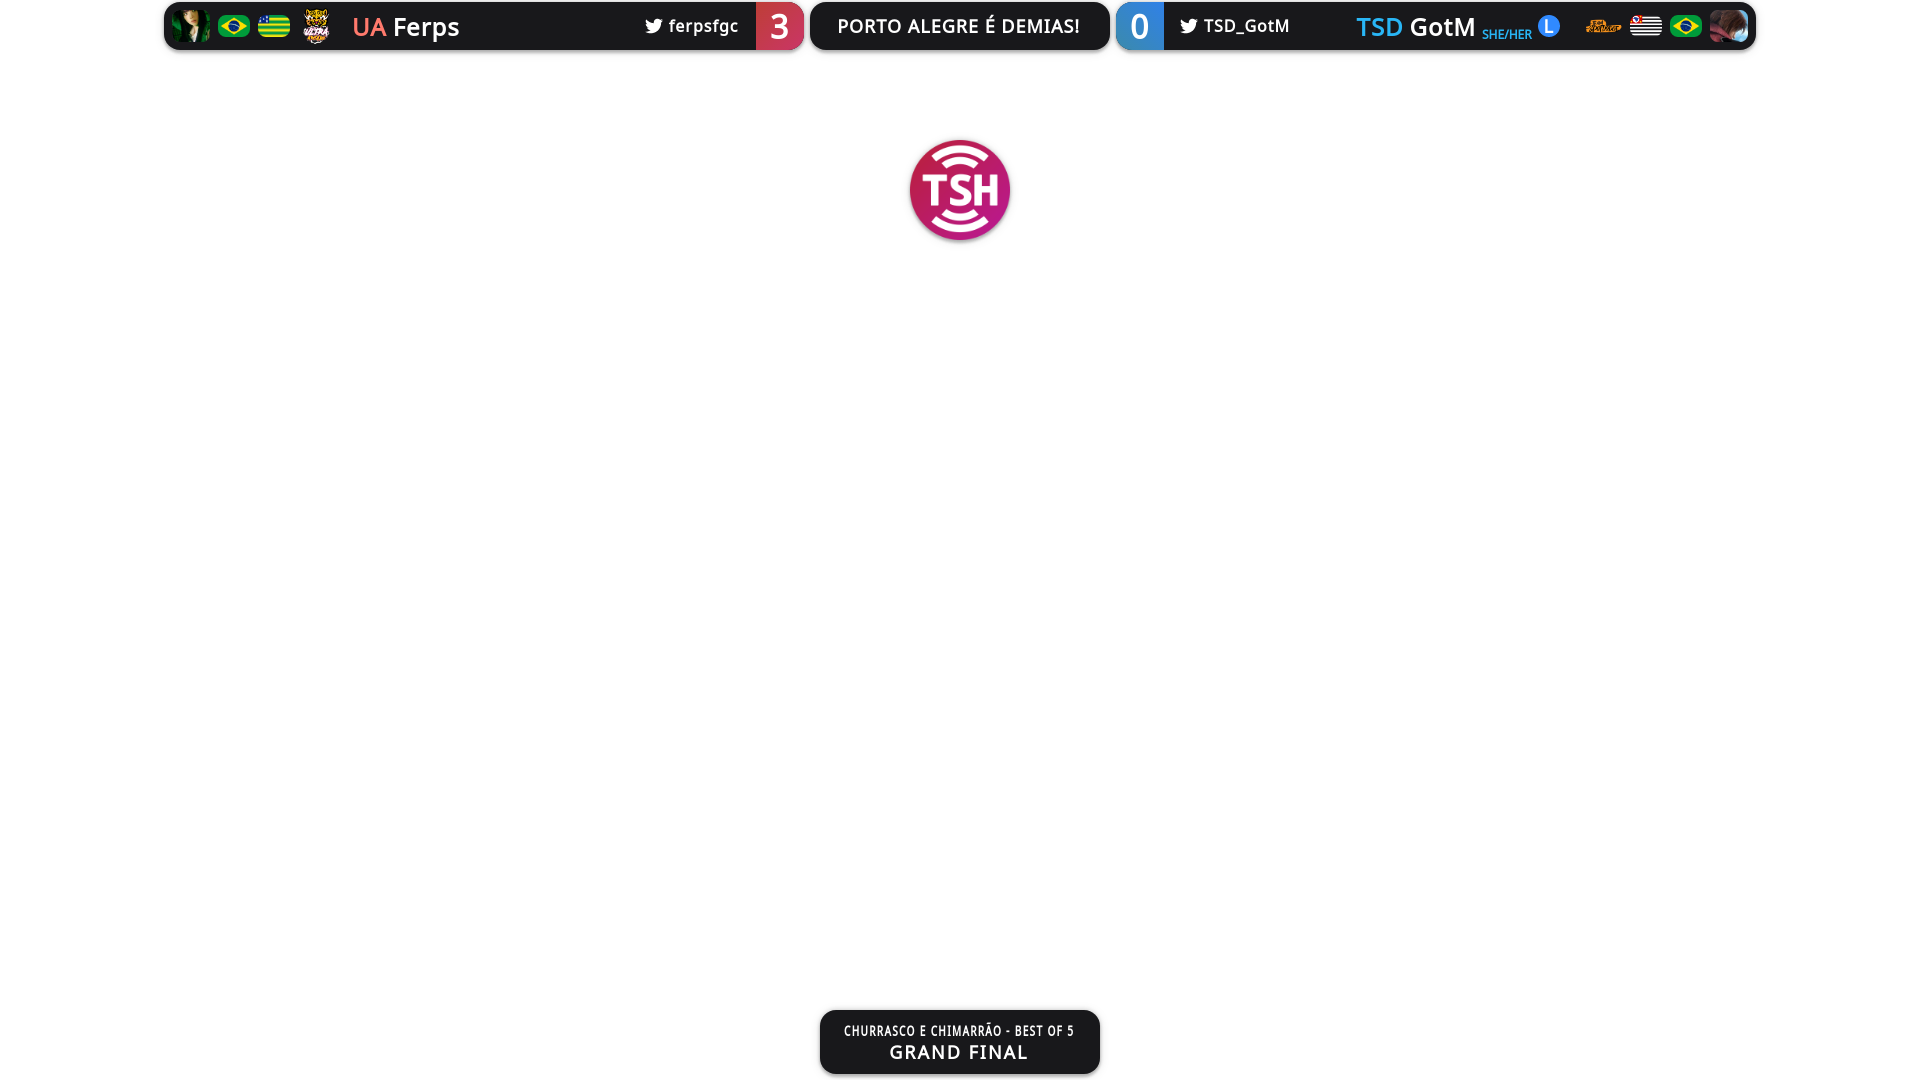 UA Ferps
ferpsfgc
3
PORTO ALEGRE É DEMIAS!
0
TSD_GotM
TSD GotM SHE/HER L
TSH
CHURRASCO E CHIMARRÃO - BEST OF 5
GRAND FINAL